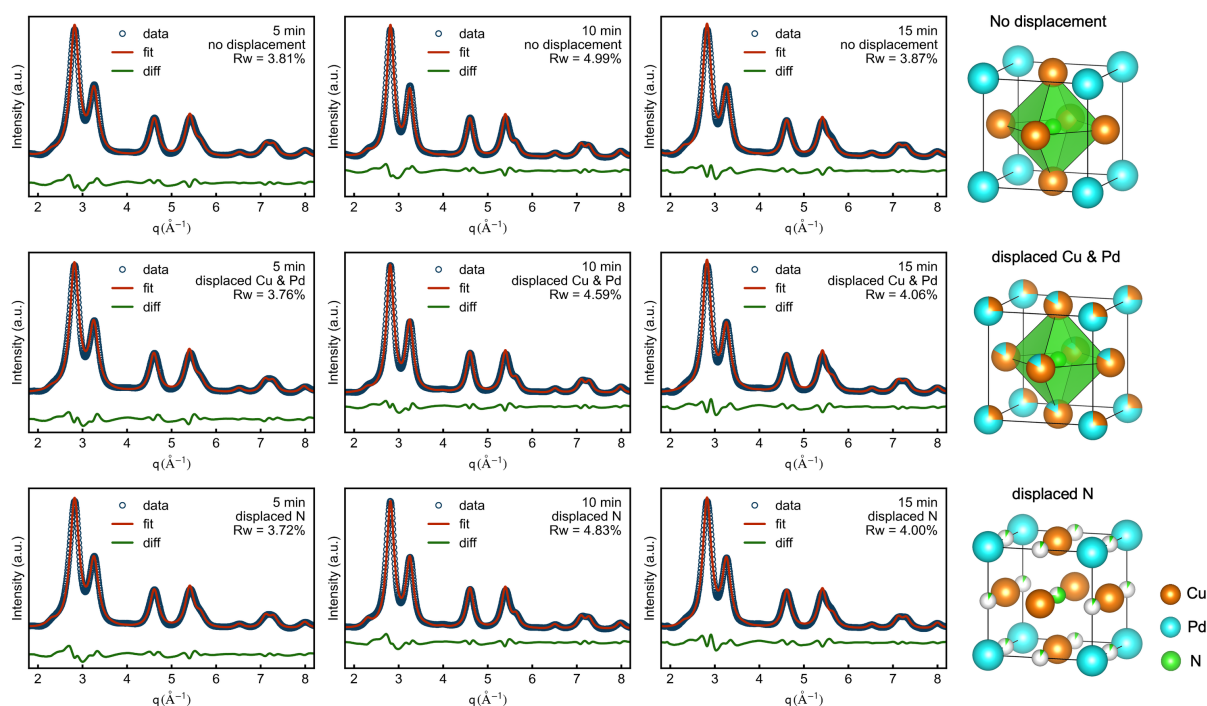 5 min
no displacement
Rw = 3.81%
data
fit
diff
Intensity (a.u.)
2 3 4 5 6 7 8
q (Å⁻¹)
10 min
no displacement
Rw = 4.99%
data
fit
diff
Intensity (a.u.)
2 3 4 5 6 7 8
q (Å⁻¹)
15 min
no displacement
Rw = 3.87%
data
fit
diff
Intensity (a.u.)
2 3 4 5 6 7 8
q (Å⁻¹)
No displacement
5 min
displaced Cu & Pd
Rw = 3.76%
data
fit
diff
Intensity (a.u.)
2 3 4 5 6 7 8
q (Å⁻¹)
10 min
displaced Cu & Pd
Rw = 4.59%
data
fit
diff
Intensity (a.u.)
2 3 4 5 6 7 8
q (Å⁻¹)
15 min
displaced Cu & Pd
Rw = 4.06%
data
fit
diff
Intensity (a.u.)
2 3 4 5 6 7 8
q (Å⁻¹)
displaced Cu & Pd
5 min
displaced N
Rw = 3.72%
data
fit
diff
Intensity (a.u.)
2 3 4 5 6 7 8
q (Å⁻¹)
10 min
displaced N
Rw = 4.83%
data
fit
diff
Intensity (a.u.)
2 3 4 5 6 7 8
q (Å⁻¹)
15 min
displaced N
Rw = 4.00%
data
fit
diff
Intensity (a.u.)
2 3 4 5 6 7 8
q (Å⁻¹)
displaced N
Cu
Pd
N